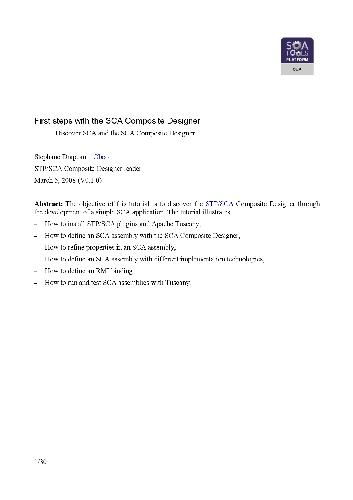 SOA
TOOLS
PLATFORM
SCA
First steps with the SCA Composite Designer
Discover SCA and the SCA Composite Designer
Stephane Drapeau – Obeo
STP/SCA Composite Designer leader
March 5, 2008 (v0.1.0)
Abstract: The objective of this tutorial is to discover the STP/SCA Composite Designer through
the development of a simple SCA application. The tutorial illustrates:
– How to install STP/SCA plugins and Apache Tuscany,
– How to define an SCA assembly with the SCA Composite Designer,
– How to refine properties in an SCA assembly,
– How to define an SCA assembly with different implementation technologies,
– How to define an RMI binding,
– How to run and test SCA assemblies with Tuscany.
1/30